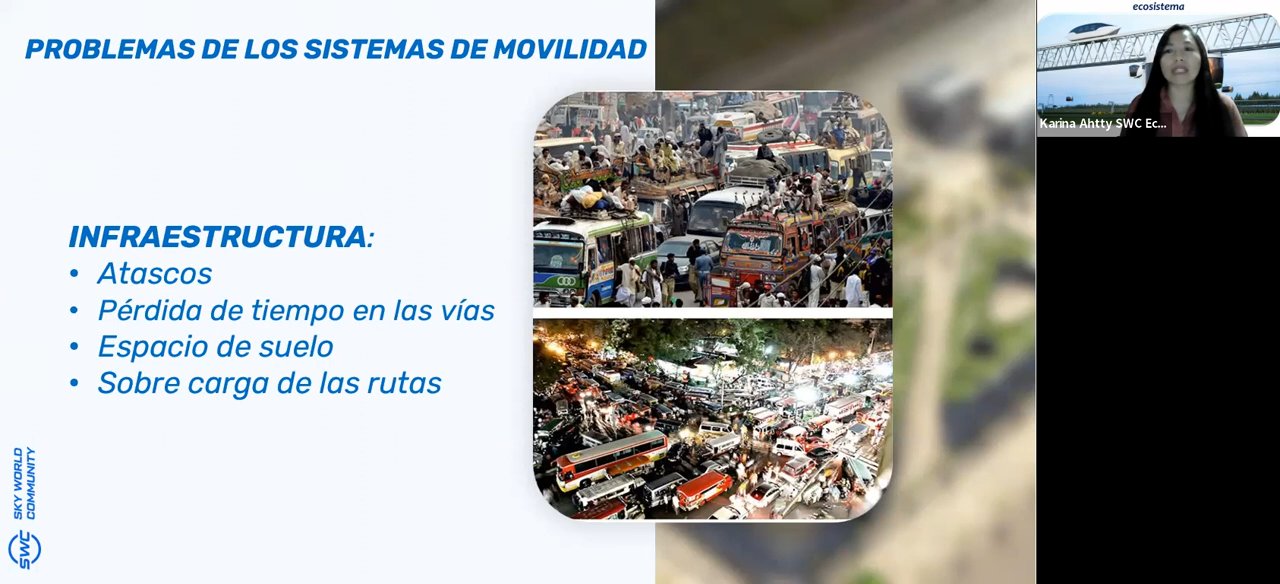 PROBLEMAS DE LOS SISTEMAS DE MOVILIDAD
INFRAESTRUCTURA:
• Atascos
• Pérdida de tiempo en las vías
• Espacio de suelo
• Sobre carga de las rutas
SKY WORLD
COMMUNITY
SWC
ecosistema
Karina Ahtty SWC Ec...